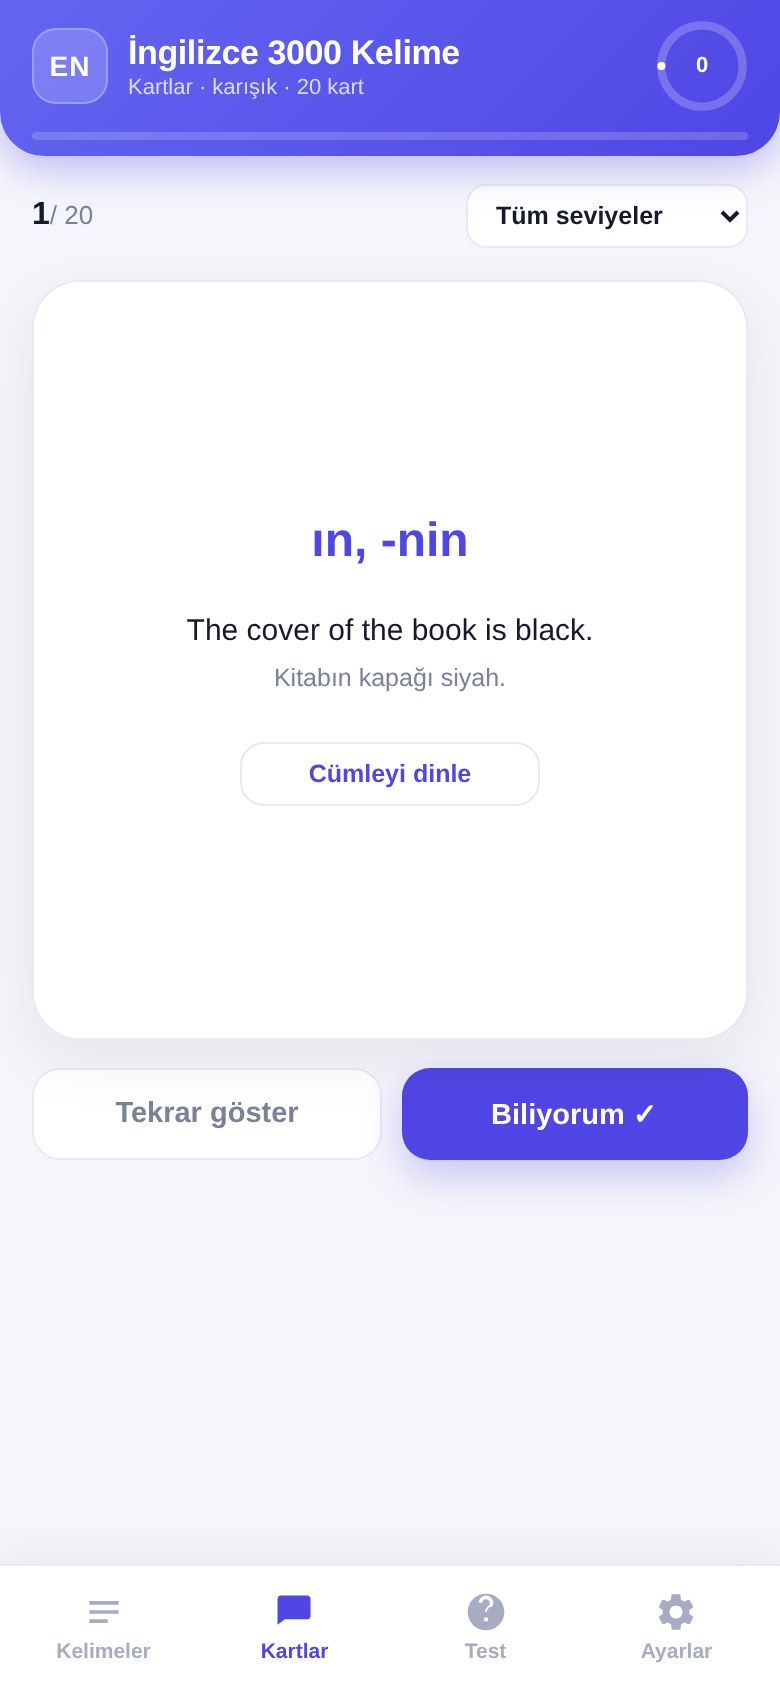 EN
İngilizce 3000 Kelime
Kartlar · karışık · 20 kart
0
1/ 20
Tüm seviyeler
ın, -nin
The cover of the book is black.
Kitabın kapağı siyah.
Cümleyi dinle
Tekrar göster
Biliyorum ✓
Kelimeler
Kartlar
Test
Ayarlar